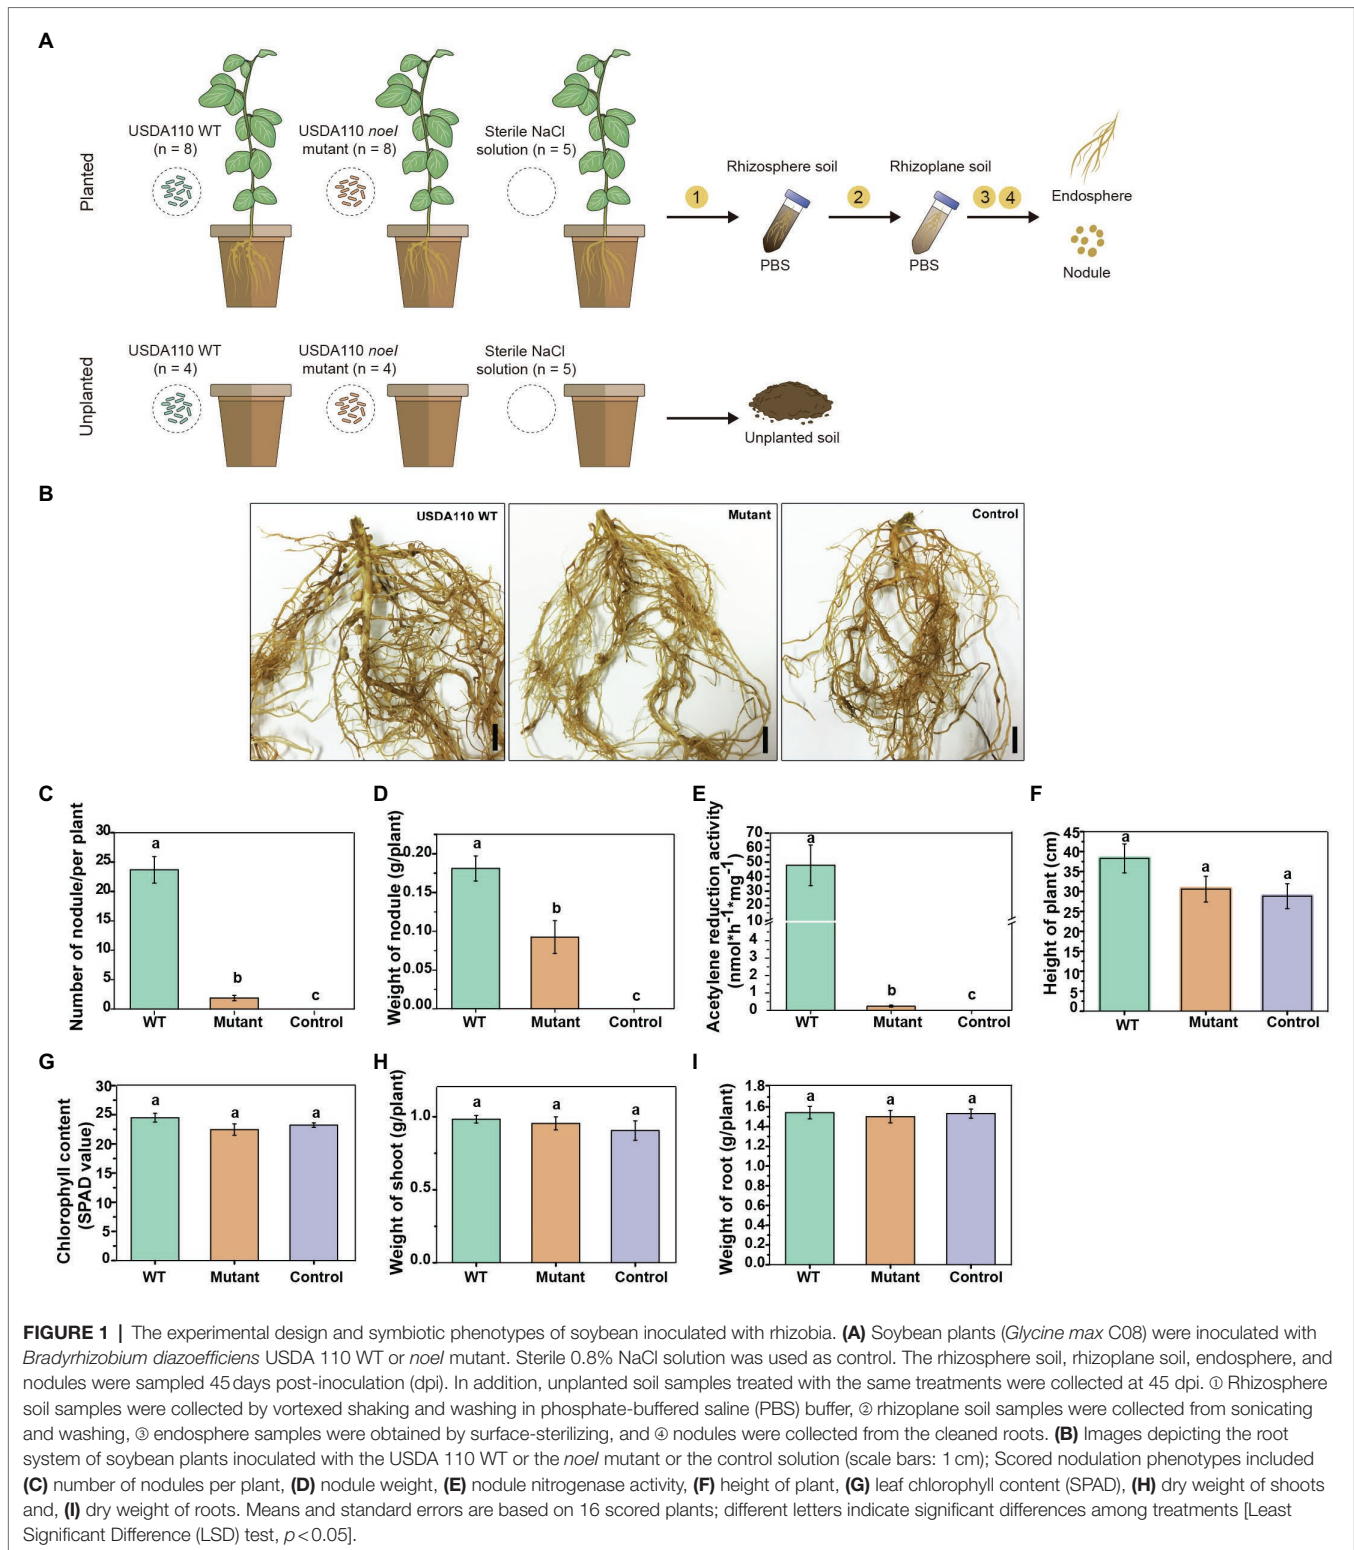 A
Planted
USDA110 WT
(n = 8)
USDA110 noeI
mutant (n = 8)
Sterile NaCl
solution (n = 5)
1
Rhizosphere soil
PBS
2
Rhizoplane soil
PBS
3 4
Endosphere
Nodule
Unplanted
USDA110 WT
(n = 4)
USDA110 noeI
mutant (n = 4)
Sterile NaCl
solution (n = 5)
Unplanted soil
B
USDA110 WT
Mutant
Control
C
Number of nodule/per plant
30
25
20
15
10
5
0
a
b
c
WT Mutant Control
D
Weight of nodule (g/plant)
0.20
0.15
0.10
0.05
0.00
a
b
c
WT Mutant Control
E
Acetylene reduction activity
(nmol*h-1*mg-1)
70
60
50
40
30
20
10
4
3
2
1
0
a
b
c
WT Mutant Control
F
Height of plant (cm)
45
40
35
30
25
20
15
10
5
0
a
a
a
WT Mutant Control
G
Chlorophyll content
(SPAD value)
30
25
20
25
10
5
0
a
a
a
WT Mutant Control
H
Weight of shoot (g/plant)
1.0
0.5
0.0
a
a
a
WT Mutant Control
I
Weight of root (g/plant)
1.8
1.6
1.4
1.2
1.0
0.8
0.6
0.4
0.2
0.0
a
a
a
WT Mutant Control
FIGURE 1 | The experimental design and symbiotic phenotypes of soybean inoculated with rhizobia. (A) Soybean plants (Glycine max C08) were inoculated with
Bradyrhizobium diazoefficiens USDA 110 WT or noeI mutant. Sterile 0.8% NaCl solution was used as control. The rhizosphere soil, rhizoplane soil, endosphere, and
nodules were sampled 45 days post-inoculation (dpi). In addition, unplanted soil samples treated with the same treatments were collected at 45 dpi. ① Rhizosphere
soil samples were collected by vortexed shaking and washing in phosphate-buffered saline (PBS) buffer, ② rhizoplane soil samples were collected from sonicating
and washing, ③ endosphere samples were obtained by surface-sterilizing, and ④ nodules were collected from the cleaned roots. (B) Images depicting the root
system of soybean plants inoculated with the USDA 110 WT or the noeI mutant or the control solution (scale bars: 1 cm); Scored nodulation phenotypes included
(C) number of nodules per plant, (D) nodule weight, (E) nodule nitrogenase activity, (F) height of plant, (G) leaf chlorophyll content (SPAD), (H) dry weight of shoots
and, (I) dry weight of roots. Means and standard errors are based on 16 scored plants; different letters indicate significant differences among treatments [Least
Significant Difference (LSD) test, p < 0.05].